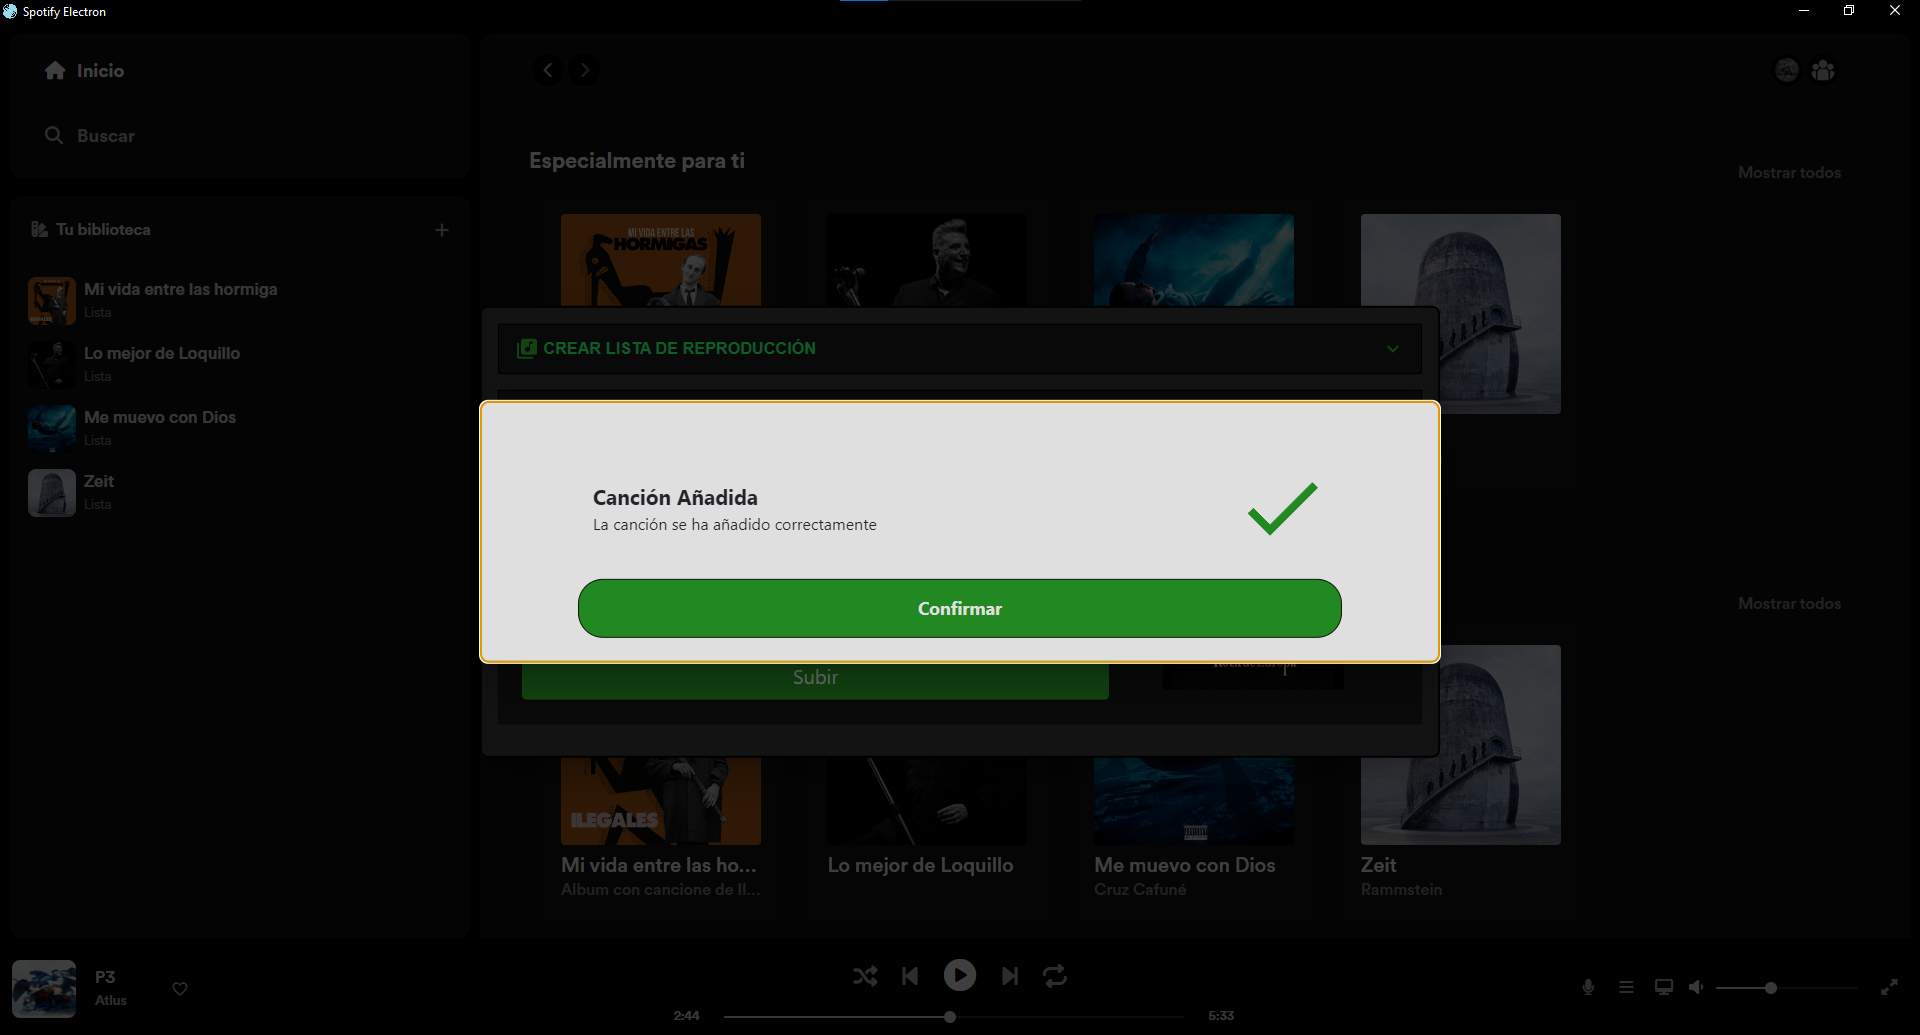 Spotify Electron
Inicio
Buscar
Tu biblioteca
Mi vida entre las hormiga
Lista
Lo mejor de Loquillo
Lista
Me muevo con Dios
Lista
Zeit
Lista
Especialmente para ti
Mostrar todos
MI VIDA ENTRE LAS
HORMIGAS
CREAR LISTA DE REPRODUCCIÓN
Canción Añadida
La canción se ha añadido correctamente
Confirmar
Subir
Mostrar todos
ILEGALES
Mi vida entre las ho...
Album con cancione de Il...
Lo mejor de Loquillo
Me muevo con Dios
Cruz Cafuné
Zeit
Rammstein
P3
Atlus
2:44
5:33